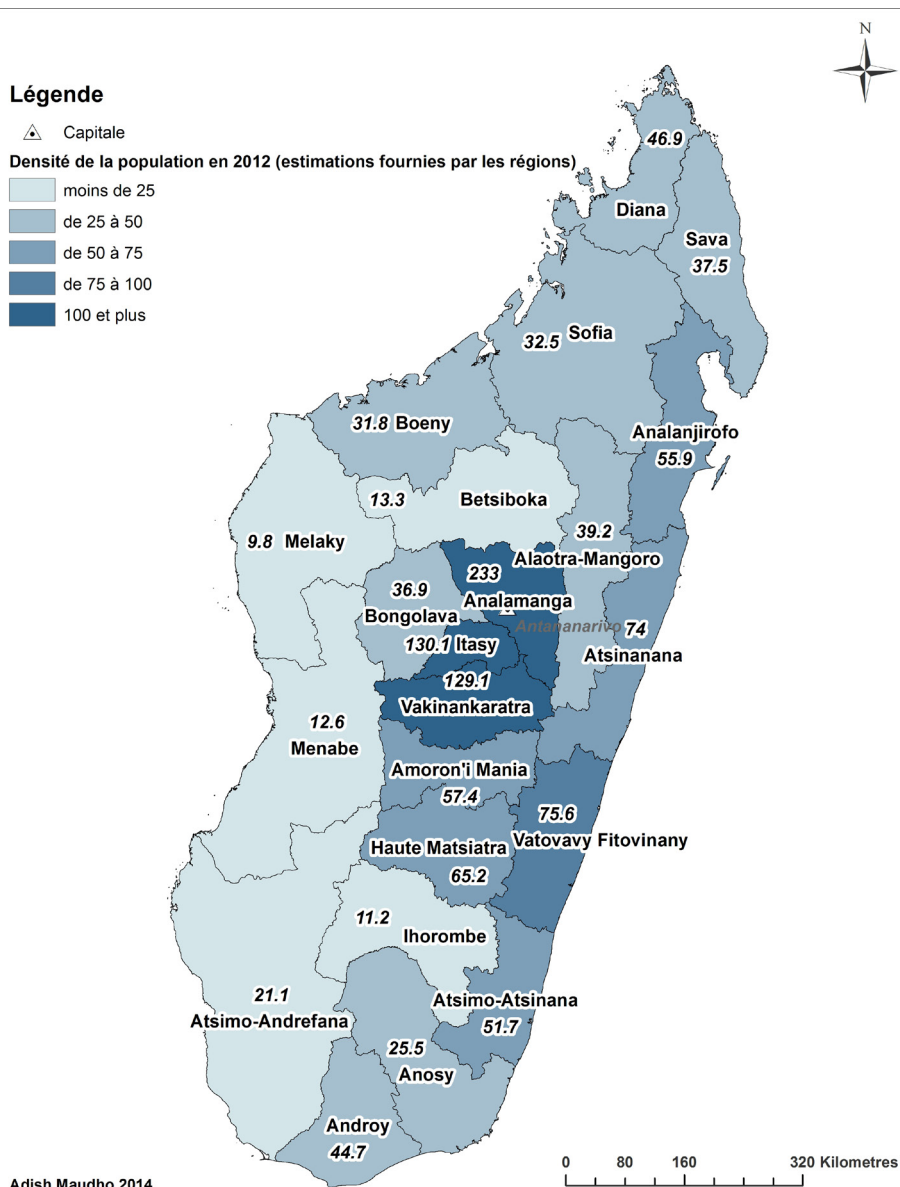 N
Légende
Capitale
Densité de la population en 2012 (estimations fournies par les régions)
moins de 25
de 25 à 50
de 50 à 75
de 75 à 100
100 et plus
46.9
Diana
Sava
37.5
32.5 Sofia
31.8 Boeny
Analanjirofo
55.9
13.3
Betsiboka
9.8 Melaky
39.2
Alaotra-Mangoro
233
Analamanga
36.9
Bongolava
Antananarivo
74
Atsinanana
130.1 Itasy
129.1
Vakinankaratra
12.6
Menabe
Amoron'i Mania
57.4
75.6
Vatovavy Fitovinany
Haute Matsiatra
65.2
11.2
Ihorombe
21.1
Atsimo-Andrefana
Atsimo-Atsinana
51.7
25.5
Anosy
Androy
44.7
0 80 160 320 Kilometres
Adish Maudho 2014